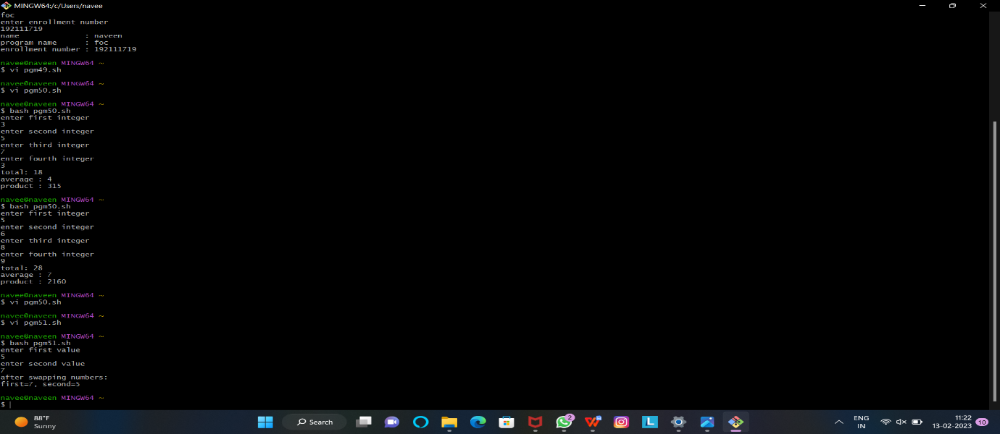 MINGW64:/c/Users/navee
foc
enter enrollment number
192111719
name : naveen
program name : foc
enrollment number : 192111719
navee@naveen MINGW64 ~
$ vi pgm49.sh
navee@naveen MINGW64 ~
$ vi pgm50.sh
navee@naveen MINGW64 ~
$ bash pgm50.sh
enter first integer
3
enter second integer
5
enter third integer
7
enter fourth integer
3
total: 18
average : 4
product : 315
navee@naveen MINGW64 ~
$ bash pgm50.sh
enter first integer
5
enter second integer
6
enter third integer
8
enter fourth integer
9
total: 28
average : 7
product : 2160
navee@naveen MINGW64 ~
$ vi pgm50.sh
navee@naveen MINGW64 ~
$ vi pgm51.sh
navee@naveen MINGW64 ~
$ bash pgm51.sh
enter first value
5
enter second value
7
after swapping numbers:
first=7, second=5
navee@naveen MINGW64 ~
$
88°F
Sunny
Search
2
L
ENG
IN
11:22
13-02-2023
10